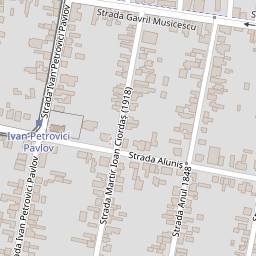 Strada Gavril Musicescu
Strada Ivan Petrovici Pavlov
Strada Martir Ioan Ciordaș (1918)
Ivan Petrovici
Pavlov
Strada Aluniș
Strada Anul 1848
Strada Ivan Petrovici Pavlov